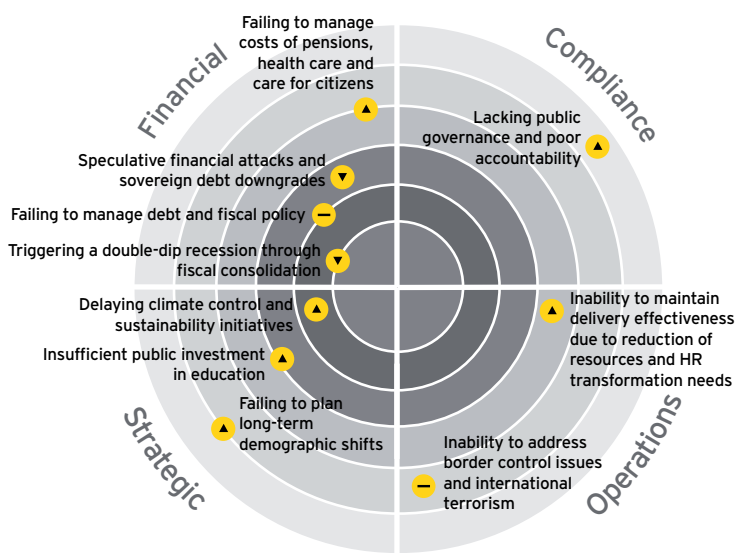 Failing to manage
costs of pensions,
health care and
care for citizens
Financial
Compliance
Lacking public
governance and poor
accountability
Speculative financial attacks and
sovereign debt downgrades
Failing to manage debt and fiscal policy
Triggering a double-dip recession through
fiscal consolidation
Delaying climate control and
sustainability initiatives
Insufficient public investment
in education
Failing to plan
long-term
demographic shifts
Strategic
Inability to maintain
delivery effectiveness
due to reduction of
resources and HR
transformation needs
Inability to address
border control issues
and international
terrorism
Operations